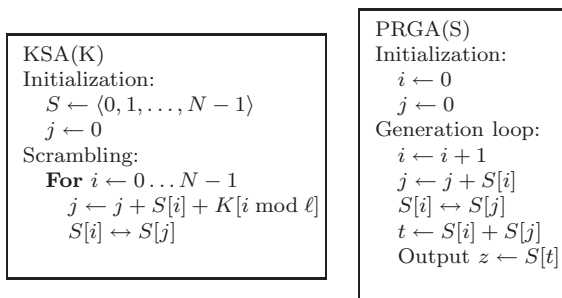 KSA(K)
Initialization:
S ← ⟨0, 1, . . . , N − 1⟩
j ← 0
Scrambling:
For i ← 0 . . . N − 1
j ← j + S[i] + K[i mod ℓ]
S[i] ↔ S[j]
PRGA(S)
Initialization:
i ← 0
j ← 0
Generation loop:
i ← i + 1
j ← j + S[i]
S[i] ↔ S[j]
t ← S[i] + S[j]
Output z ← S[t]